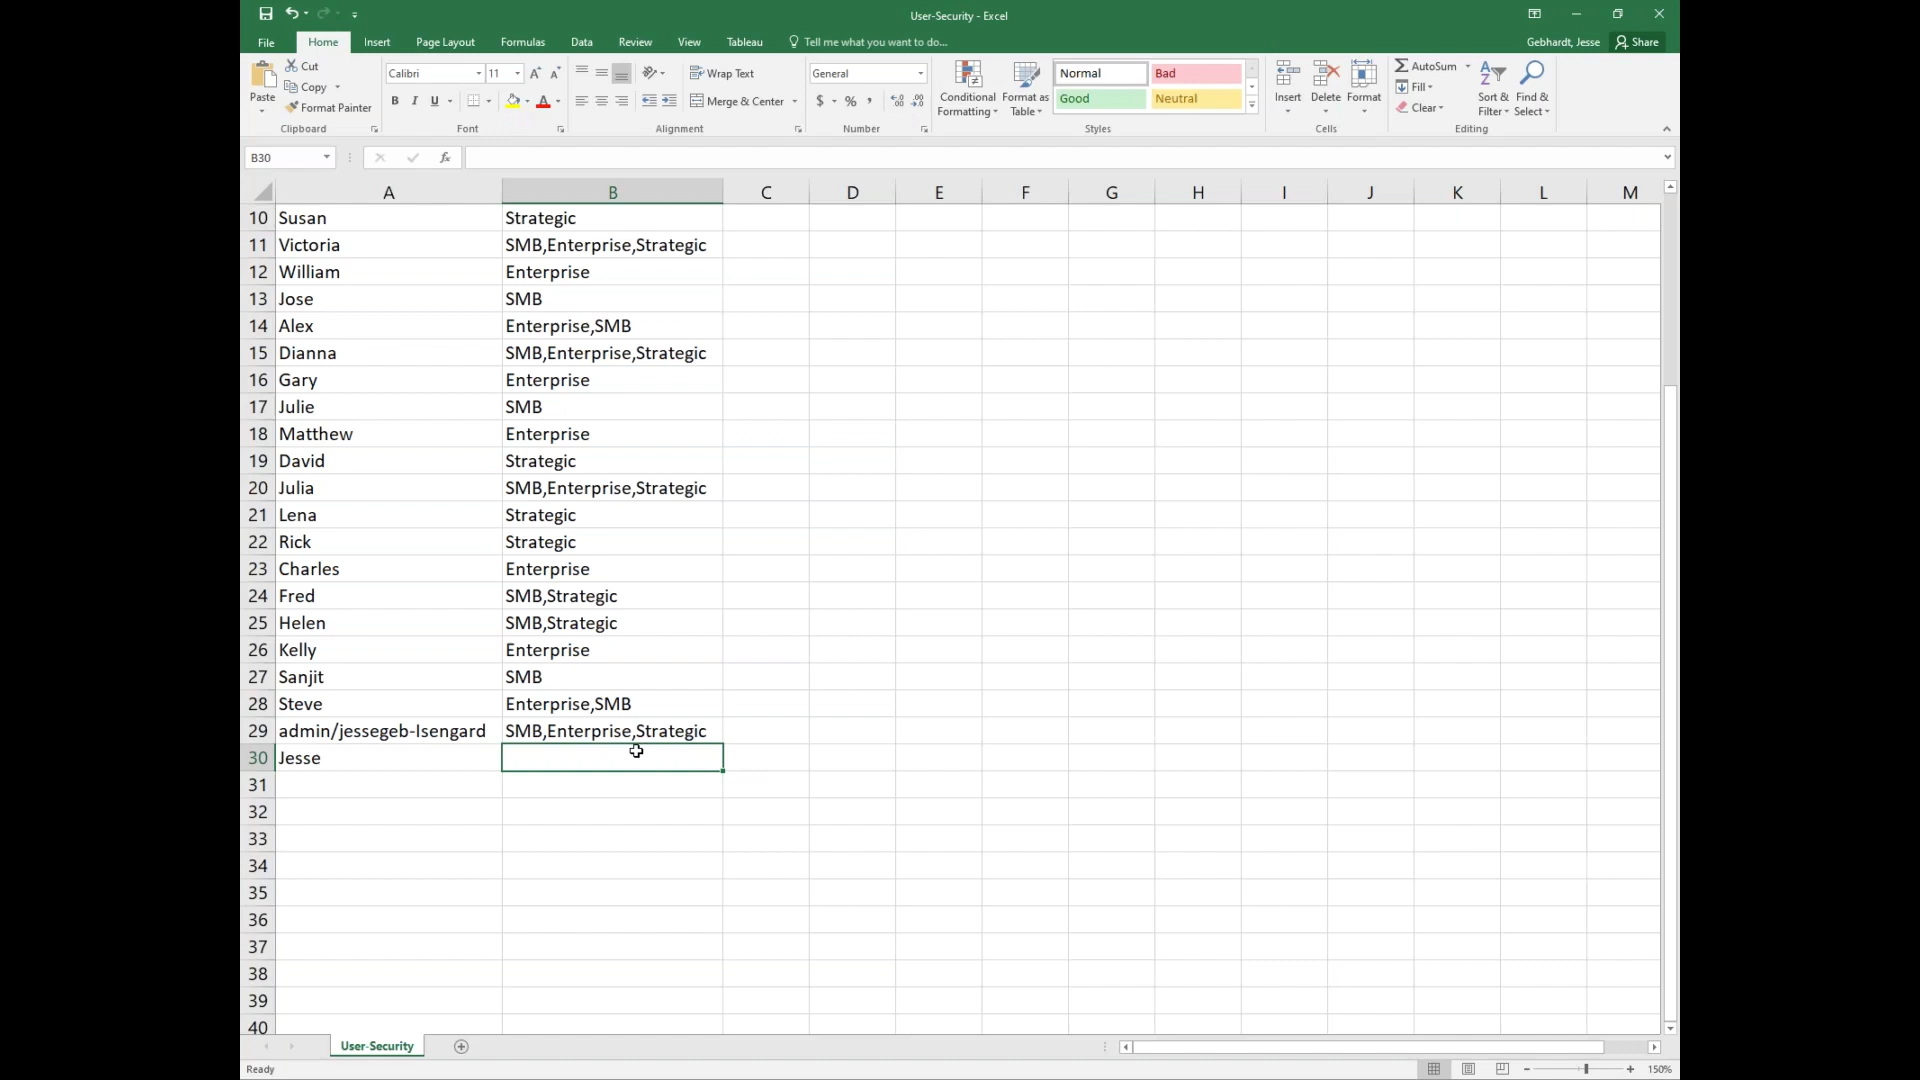 User-Security - Excel
File Home Insert Page Layout Formulas Data Review View Tableau Tell me what you want to do... Gebhardt, Jesse Share
Paste Cut Copy Format Painter Clipboard
Calibri 11 A A B I U A Font
Wrap Text Merge & Center Alignment
General $ % , Number
Conditional Formatting Format as Table Normal Bad Good Neutral Styles
Insert Delete Format Cells
AutoSum Fill Clear Sort & Filter Find & Select Editing
B30 fx
A B C D E F G H I J K L M
10 Susan Strategic
11 Victoria SMB,Enterprise,Strategic
12 William Enterprise
13 Jose SMB
14 Alex Enterprise,SMB
15 Dianna SMB,Enterprise,Strategic
16 Gary Enterprise
17 Julie SMB
18 Matthew Enterprise
19 David Strategic
20 Julia SMB,Enterprise,Strategic
21 Lena Strategic
22 Rick Strategic
23 Charles Enterprise
24 Fred SMB,Strategic
25 Helen SMB,Strategic
26 Kelly Enterprise
27 Sanjit SMB
28 Steve Enterprise,SMB
29 admin/jessegeb-Isengard SMB,Enterprise,Strategic
30 Jesse
31
32
33
34
35
36
37
38
39
40
User-Security
Ready 150%